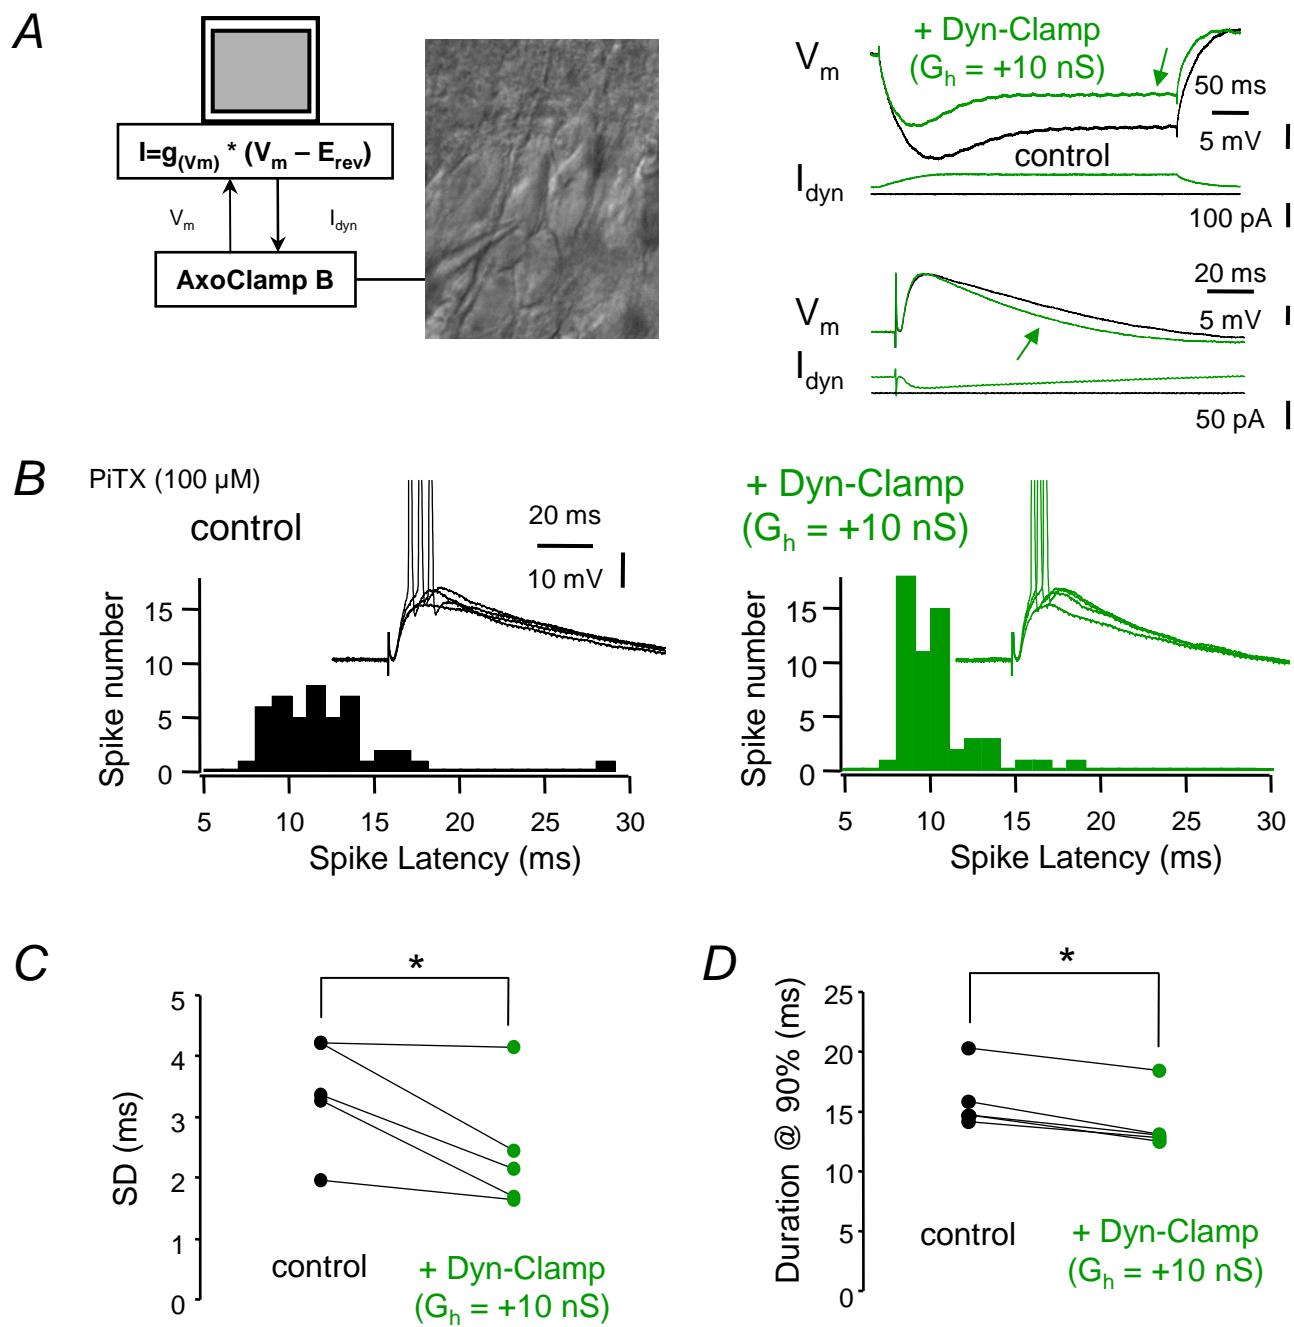 A
I=g(Vm) * (Vm – Erev)
Vm
Idyn
AxoClamp B
+ Dyn-Clamp
(Gh = +10 nS)
Vm
50 ms
5 mV
control
Idyn
100 pA
20 ms
Vm
5 mV
Idyn
50 pA
B
PiTX (100 µM)
control
20 ms
10 mV
Spike number
15
10
5
0
5 10 15 20 25 30
Spike Latency (ms)
+ Dyn-Clamp
(Gh = +10 nS)
Spike number
15
10
5
0
5 10 15 20 25 30
Spike Latency (ms)
C
*
SD (ms)
5
4
3
2
1
0
control
+ Dyn-Clamp
(Gh = +10 nS)
D
*
Duration @ 90% (ms)
25
20
15
10
5
0
control
+ Dyn-Clamp
(Gh = +10 nS)